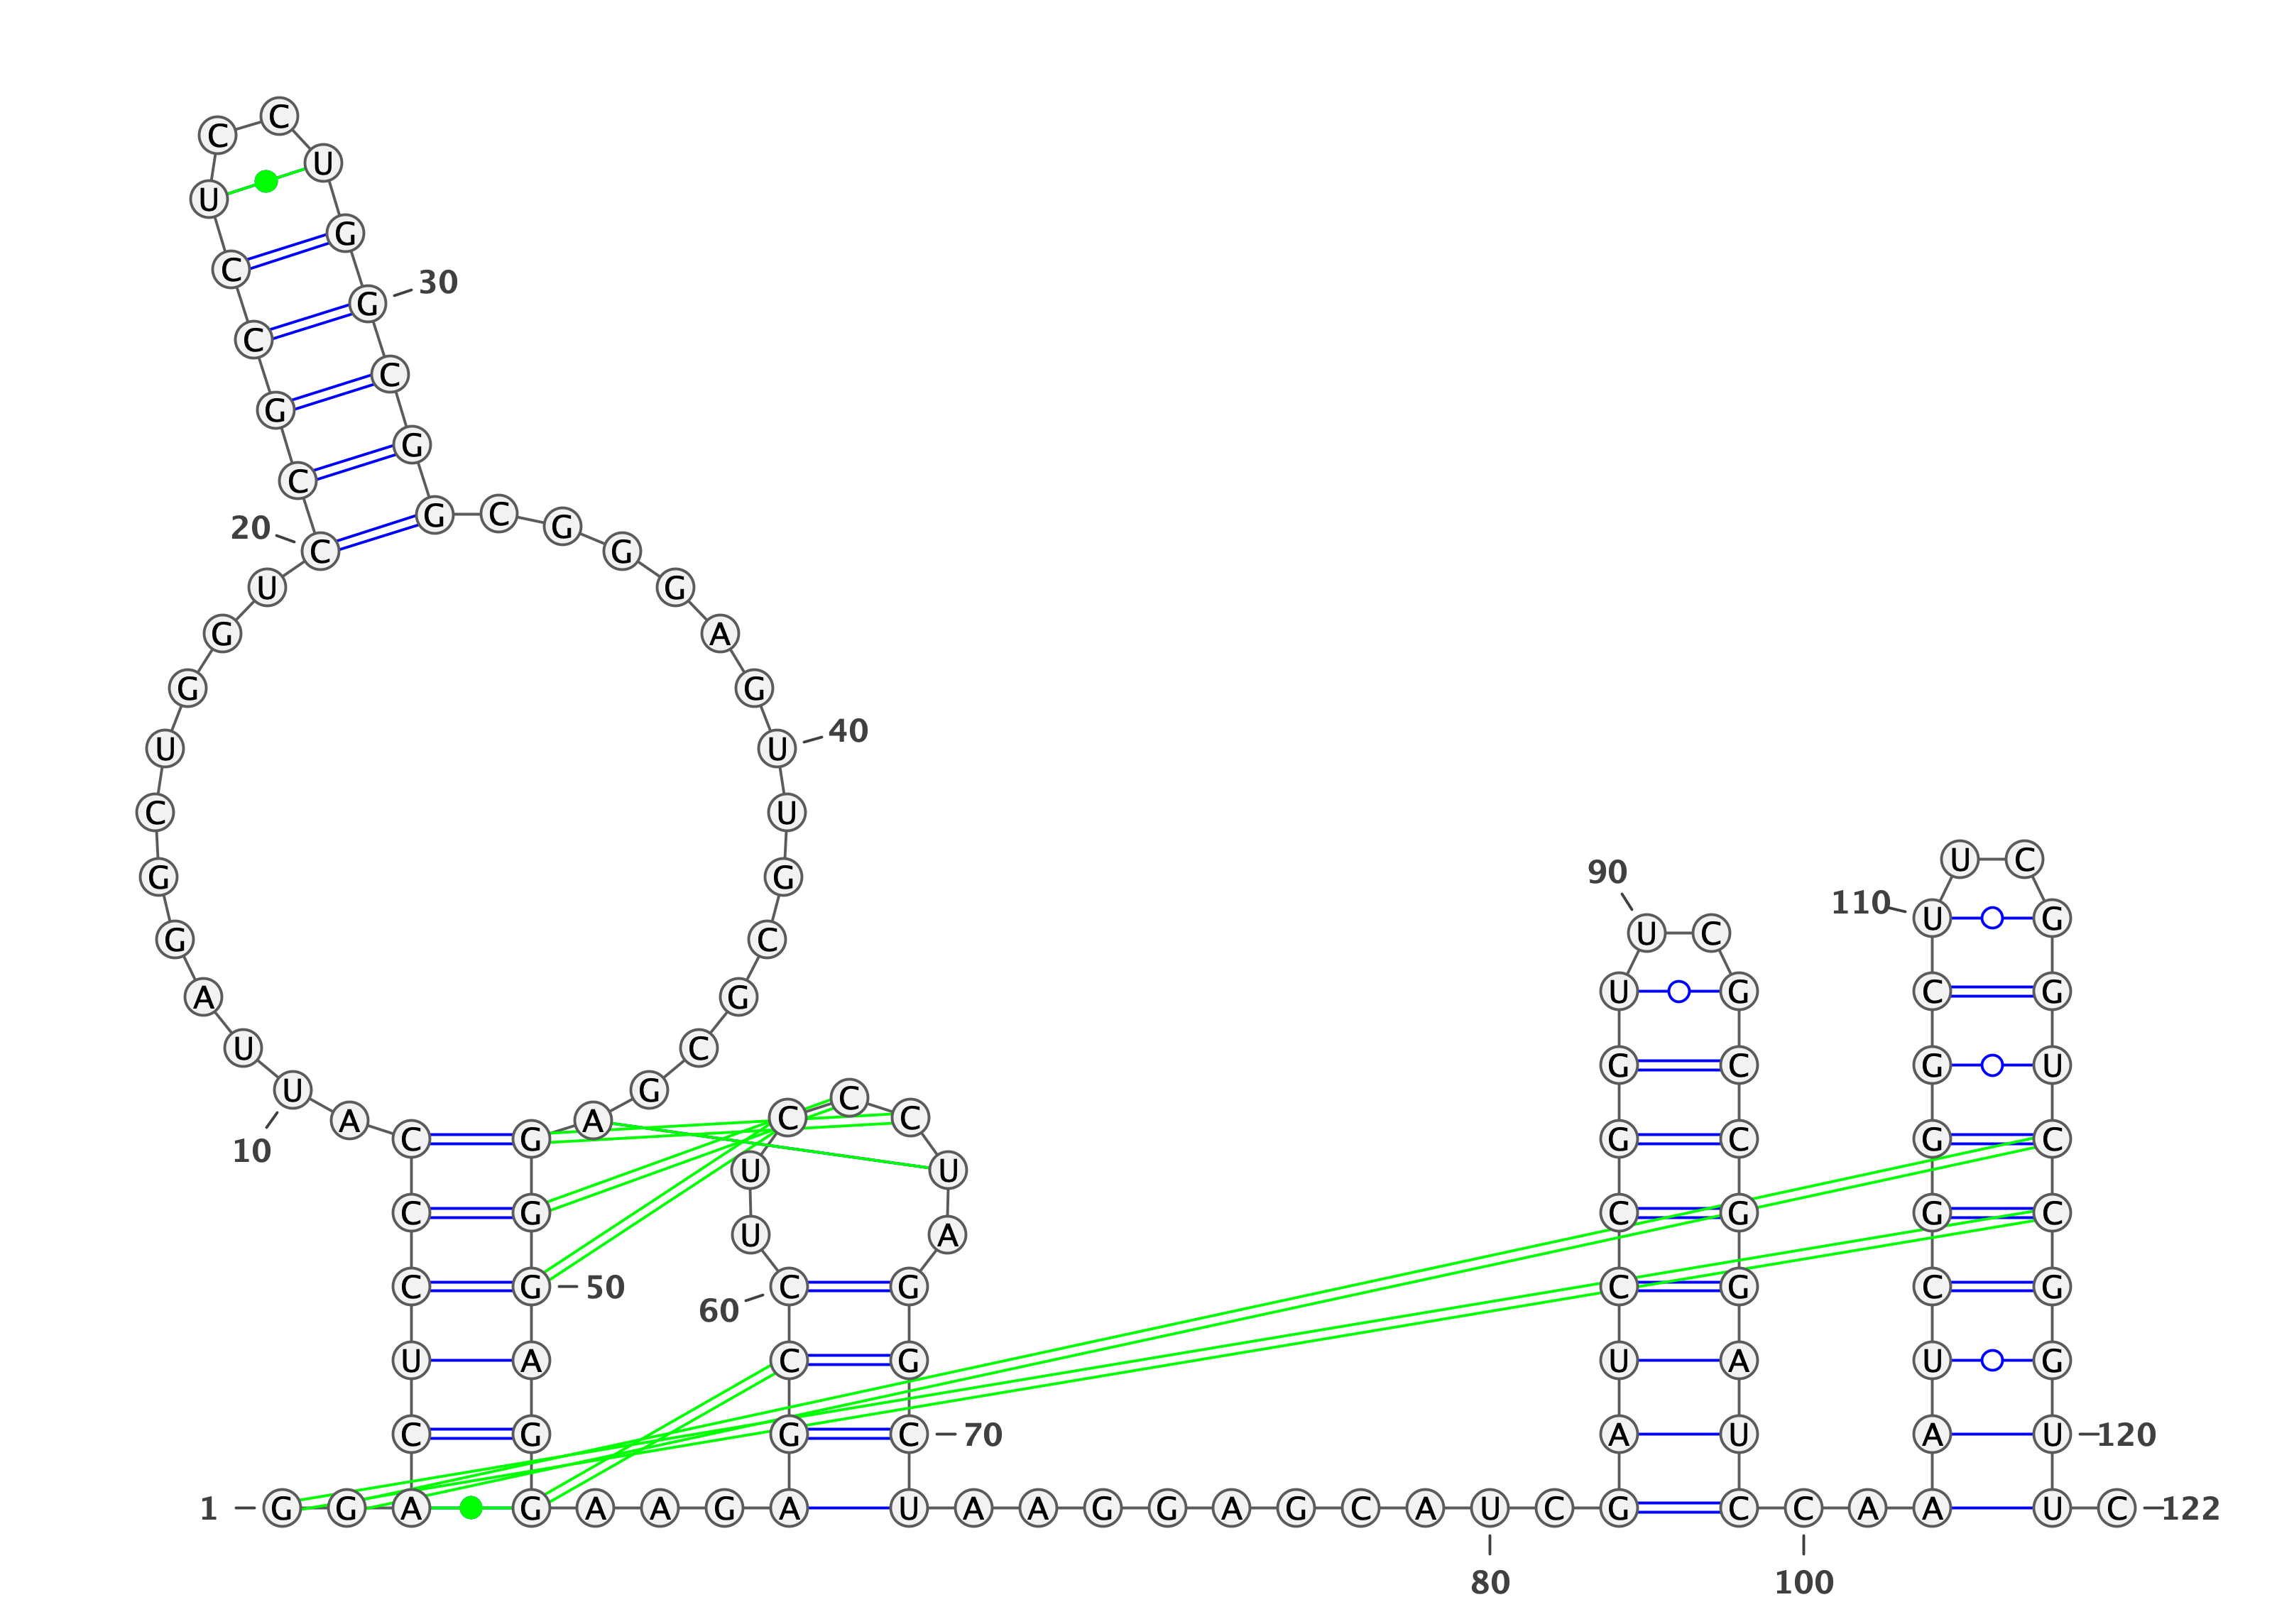 C
C
U
U
G
C
30
G
C
C
G
G
C
G C
G
20
C G
U G
G A
G G
40
U U
C U
U C
90
G G
110
U G
U C
G C
U G C G
A G
U C
G C G U
U G
C
A A C C
C G G C G C
10
U U
C G C G G C
U A
C G 50 C G C G C G
60
U A C G U A U G
C G G C 70 A U A U 120
1 G G A G A A G A U A A G G A G C A U C G C C A A A U C 122
80 100